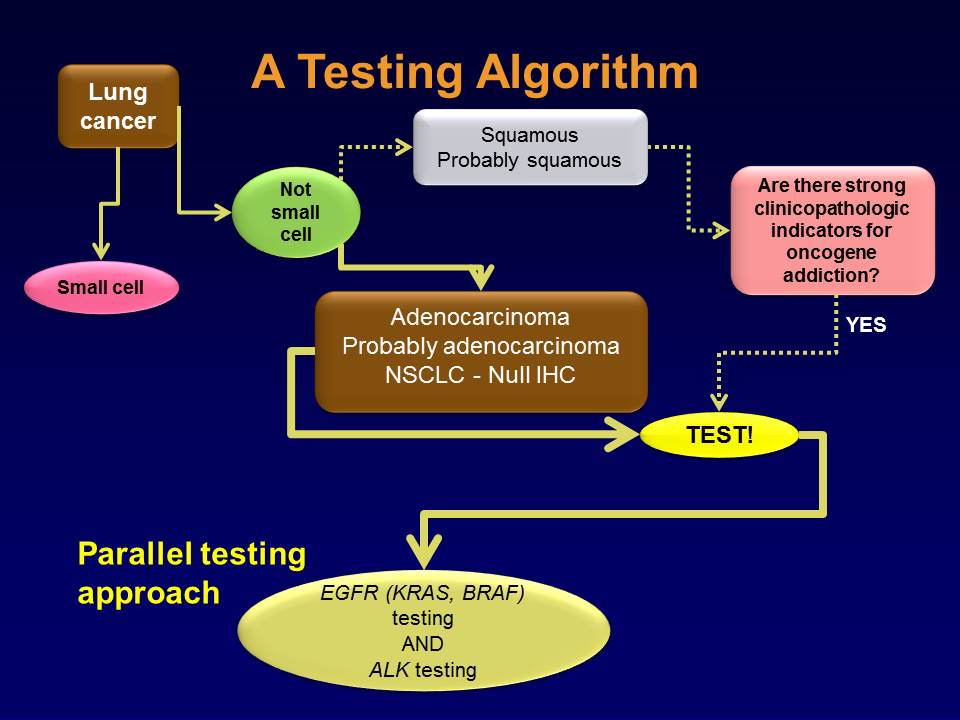 A Testing Algorithm
Lung
cancer
Squamous
Probably squamous
Not
small
cell
Are there strong
clinicopathologic
indicators for
oncogene
addiction?
Small cell
Adenocarcinoma
Probably adenocarcinoma
NSCLC - Null IHC
YES
TEST!
Parallel testing
approach
EGFR (KRAS, BRAF)
testing
AND
ALK testing